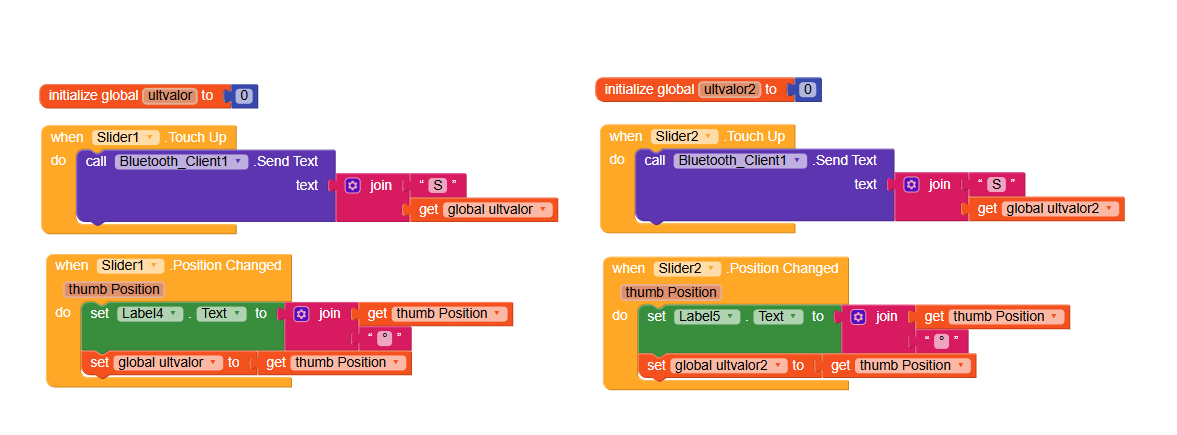 initialize global ultvalor to 0
when Slider1 .Touch Up
do call Bluetooth_Client1 .Send Text
text join “ S ”
get global ultvalor
when Slider1 .Position Changed
thumb Position
do set Label4 . Text to join get thumb Position
“ ° ”
set global ultvalor to get thumb Position
initialize global ultvalor2 to 0
when Slider2 .Touch Up
do call Bluetooth_Client1 .Send Text
text join “ S ”
get global ultvalor2
when Slider2 .Position Changed
thumb Position
do set Label5 . Text to join get thumb Position
“ ° ”
set global ultvalor2 to get thumb Position